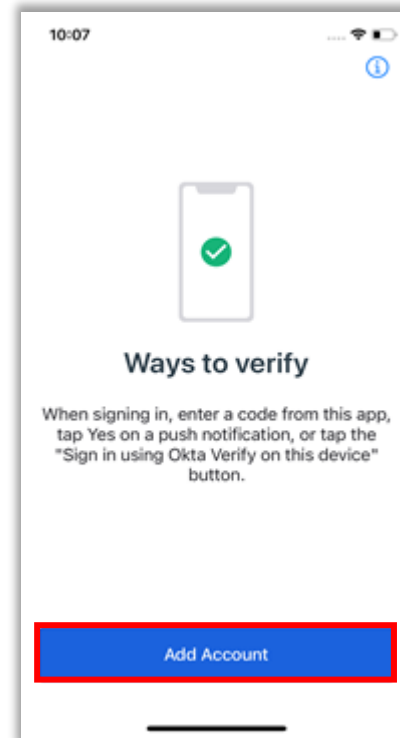 10:07
Ways to verify
When signing in, enter a code from this app,
tap Yes on a push notification, or tap the
"Sign in using Okta Verify on this device"
button.
Add Account